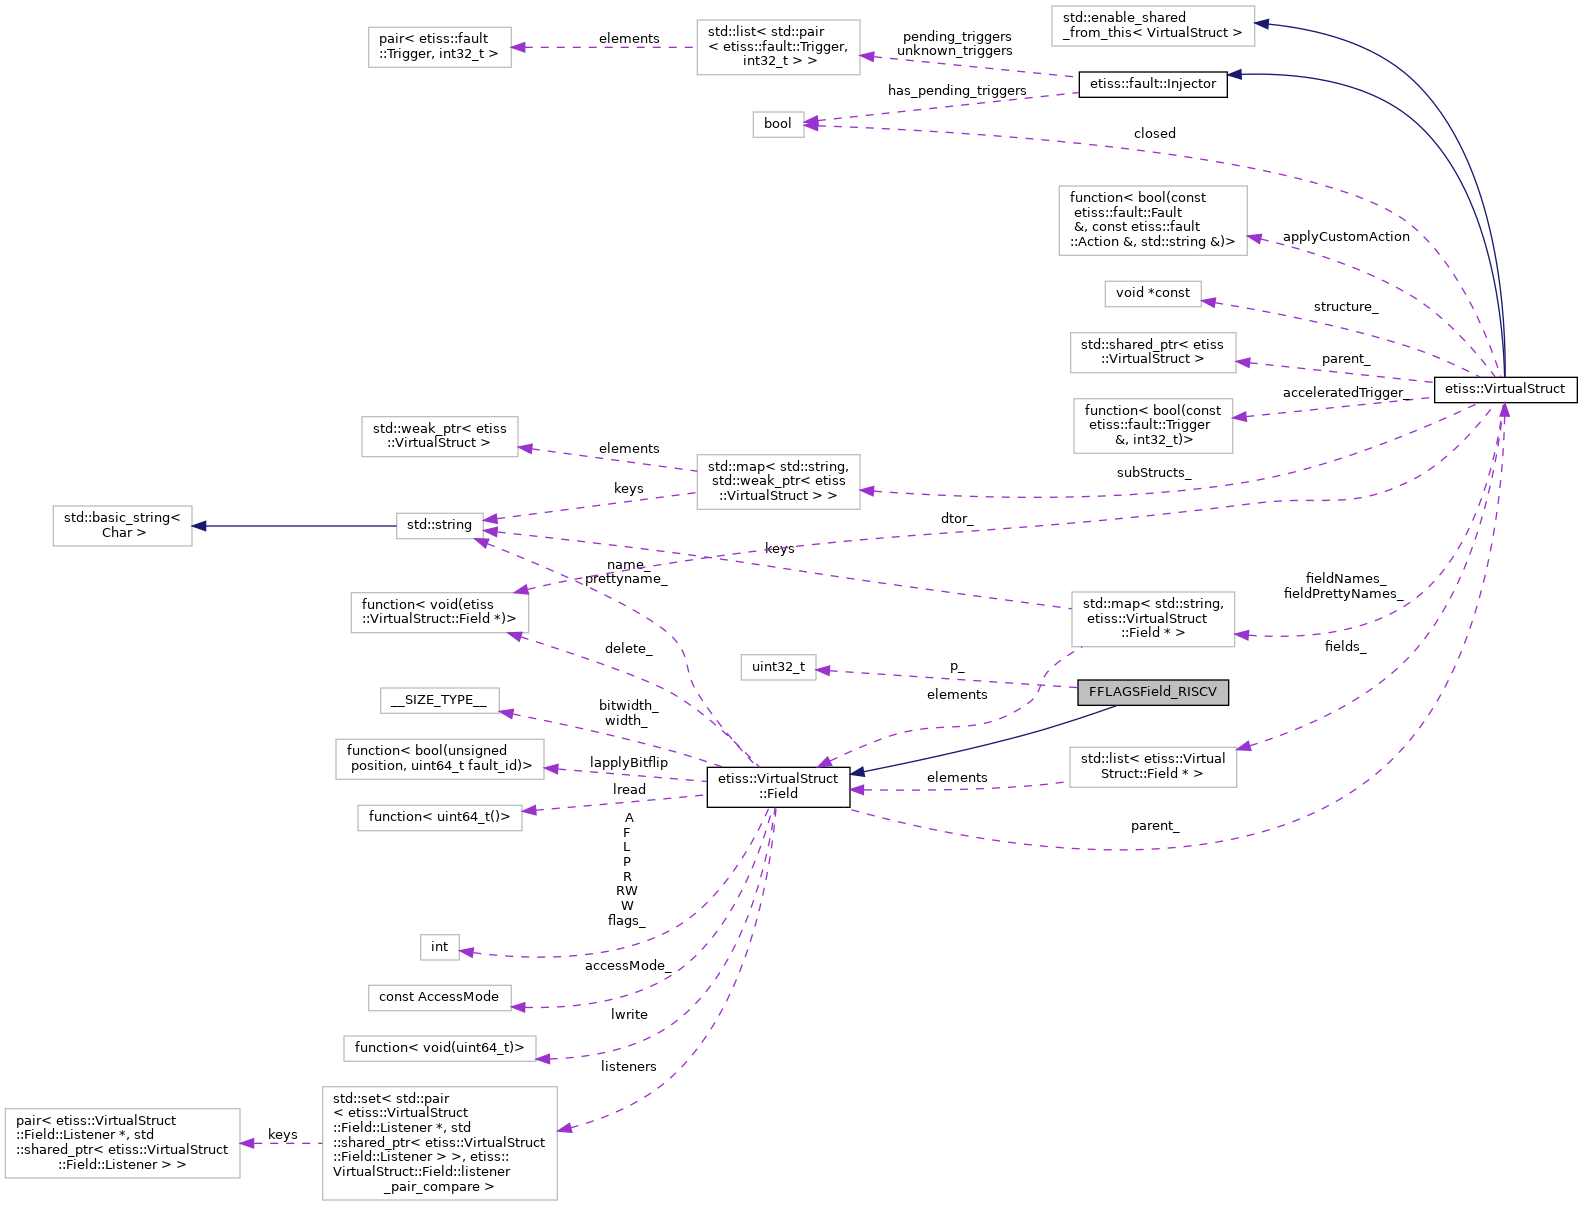 std::enable_shared
_from_this< VirtualStruct >
pair< etiss::fault
::Trigger, int32_t >
elements
std::list< std::pair
< etiss::fault::Trigger,
int32_t > >
pending_triggers
unknown_triggers
etiss::fault::Injector
has_pending_triggers
bool
closed
function< bool(const
etiss::fault::Fault
&, const etiss::fault
::Action &, std::string &)>
applyCustomAction
void *const
structure_
std::shared_ptr< etiss
::VirtualStruct >
parent_
etiss::VirtualStruct
acceleratedTrigger_
function< bool(const
etiss::fault::Trigger
&, int32_t)>
std::weak_ptr< etiss
::VirtualStruct >
elements
std::map< std::string,
std::weak_ptr< etiss
::VirtualStruct > >
subStructs_
keys
std::basic_string<
Char >
std::string
dtor_
keys
name_
prettyname_
function< void(etiss
::VirtualStruct::Field *)>
std::map< std::string,
etiss::VirtualStruct
::Field * >
fieldNames_
fieldPrettyNames_
delete_
fields_
uint32_t
p_
FFLAGSField_RISCV
elements
__SIZE_TYPE__
bitwidth_
width_
function< bool(unsigned
position, uint64_t fault_id)>
lapplyBitflip
etiss::VirtualStruct
::Field
elements
std::list< etiss::Virtual
Struct::Field * >
lread
function< uint64_t()>
parent_
A
F
L
P
R
RW
W
flags_
int
accessMode_
const AccessMode
lwrite
function< void(uint64_t)>
listeners
std::set< std::pair
< etiss::VirtualStruct
::Field::Listener *, std
::shared_ptr< etiss::VirtualStruct
::Field::Listener > >, etiss::
VirtualStruct::Field::listener
_pair_compare >
keys
pair< etiss::VirtualStruct
::Field::Listener *, std
::shared_ptr< etiss::VirtualStruct
::Field::Listener > >